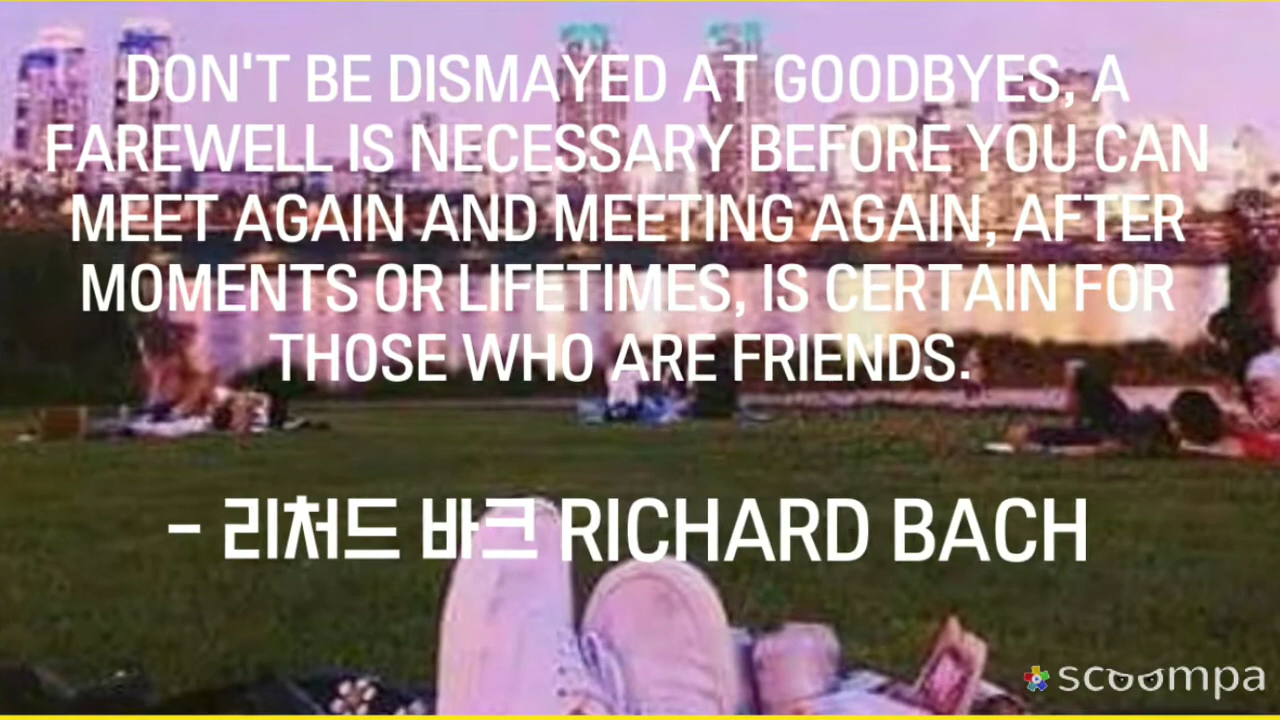 DON'T BE DISMAYED AT GOODBYES, A
FAREWELL IS NECESSARY BEFORE YOU CAN
MEET AGAIN AND MEETING AGAIN, AFTER
MOMENTS OR LIFETIMES, IS CERTAIN FOR
THOSE WHO ARE FRIENDS.
- 리처드 바크 RICHARD BACH
scoompa